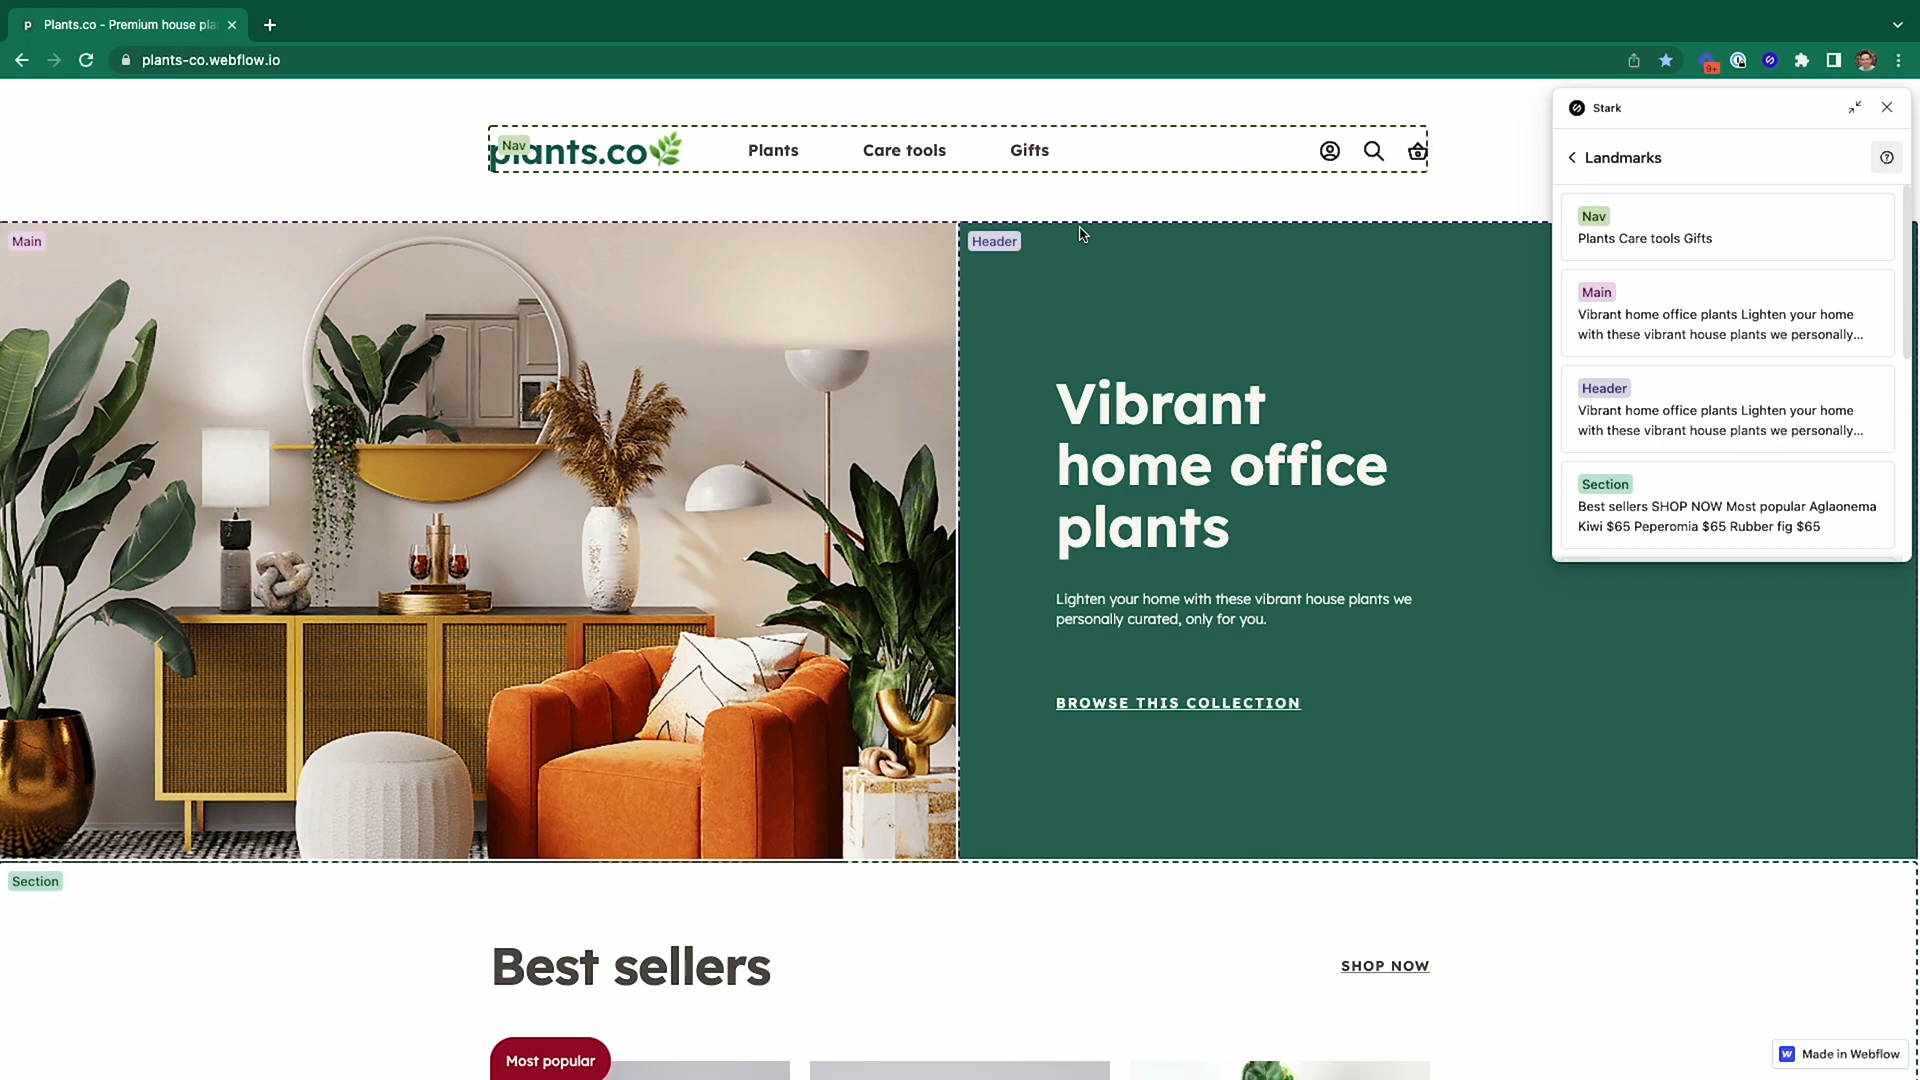 Plants.co - Premium house pla
plants-co.webflow.io
9+
Nav
plants.co
Plants
Care tools
Gifts
Stark
Landmarks
Nav
Plants Care tools Gifts
Main
Vibrant home office plants Lighten your home
with these vibrant house plants we personally...
Header
Vibrant home office plants Lighten your home
with these vibrant house plants we personally...
Section
Best sellers SHOP NOW Most popular Aglaonema
Kiwi $65 Peperomia $65 Rubber fig $65
Main
Header
Vibrant
home office
plants
Lighten your home with these vibrant house plants we
personally curated, only for you.
BROWSE THIS COLLECTION
Section
Best sellers
SHOP NOW
Most popular
Made in Webflow